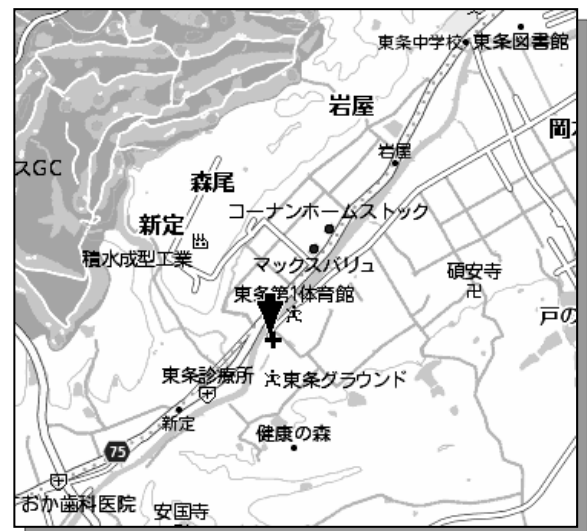 東条中学校
東条図書館
岩屋
岡
スGC
岩屋
森尾
コーナンホームストック
新定
積水成型工業
マックスバリュ
碩安寺
東条第1体育館
戸の
東条診療所
東条グラウンド
新定
健康の森
75
おか歯科医院
安国寺